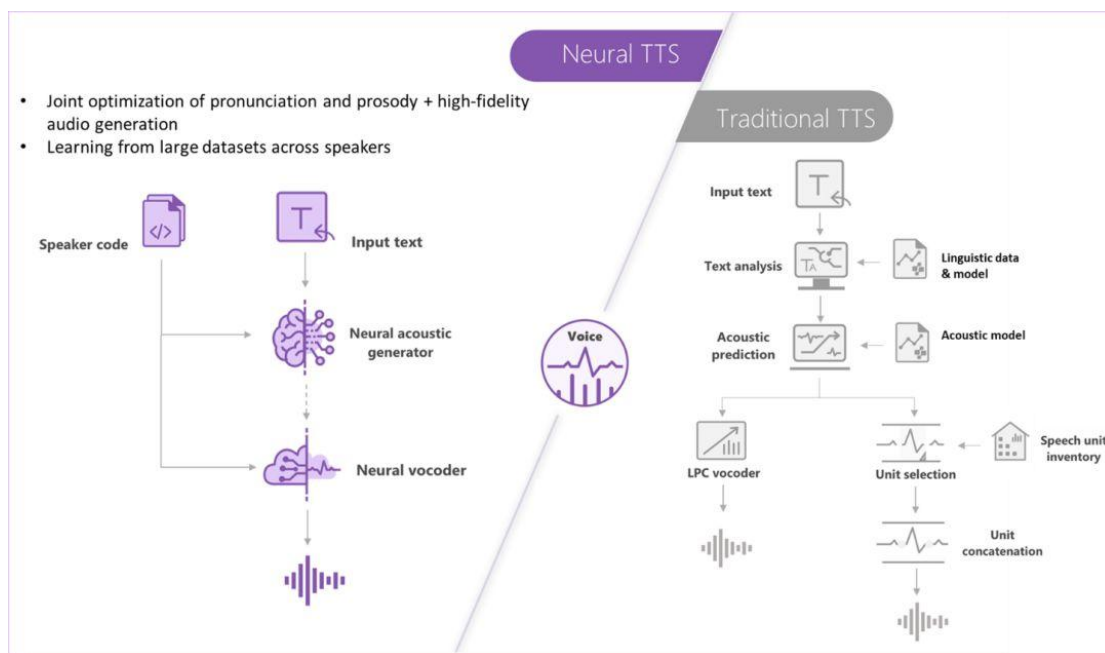 Neural TTS
• Joint optimization of pronunciation and prosody + high-fidelity
audio generation
• Learning from large datasets across speakers
Speaker code
</>
T
Input text
Neural acoustic
generator
Neural vocoder
Voice
Traditional TTS
Input text
T
Text analysis
TA
Linguistic data
& model
Acoustic
prediction
Acoustic model
LPC vocoder
Unit selection
Speech unit
inventory
Unit
concatenation